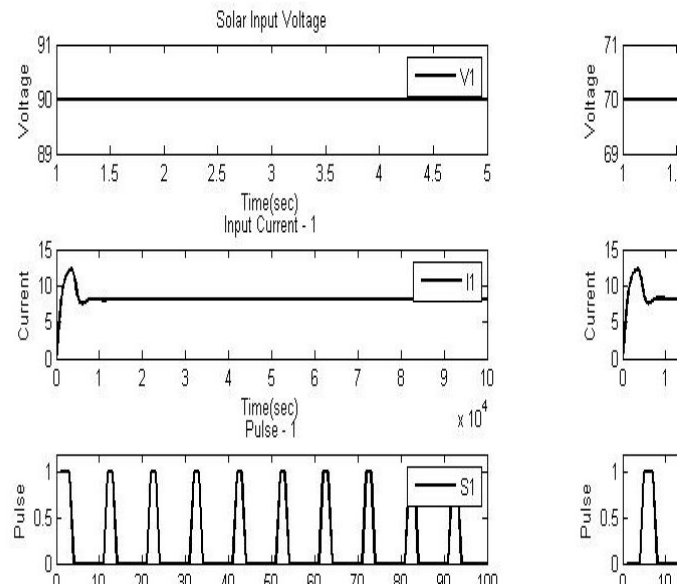 Solar Input Voltage
91
90
89
Voltage
V1
1 1.5 2 2.5 3 3.5 4 4.5 5
Time(sec)
Input Current - 1
15
10
5
0
Current
I1
0 1 2 3 4 5 6 7 8 9 10
Time(sec)
x 10^4
Pulse - 1
1
0.5
0
Pulse
S1
0 10 20 30 40 50 60 70 80 90 100
71
70
69
Voltage
1
15
10
5
0
Current
0 1
1
0.5
0
Pulse
0 10